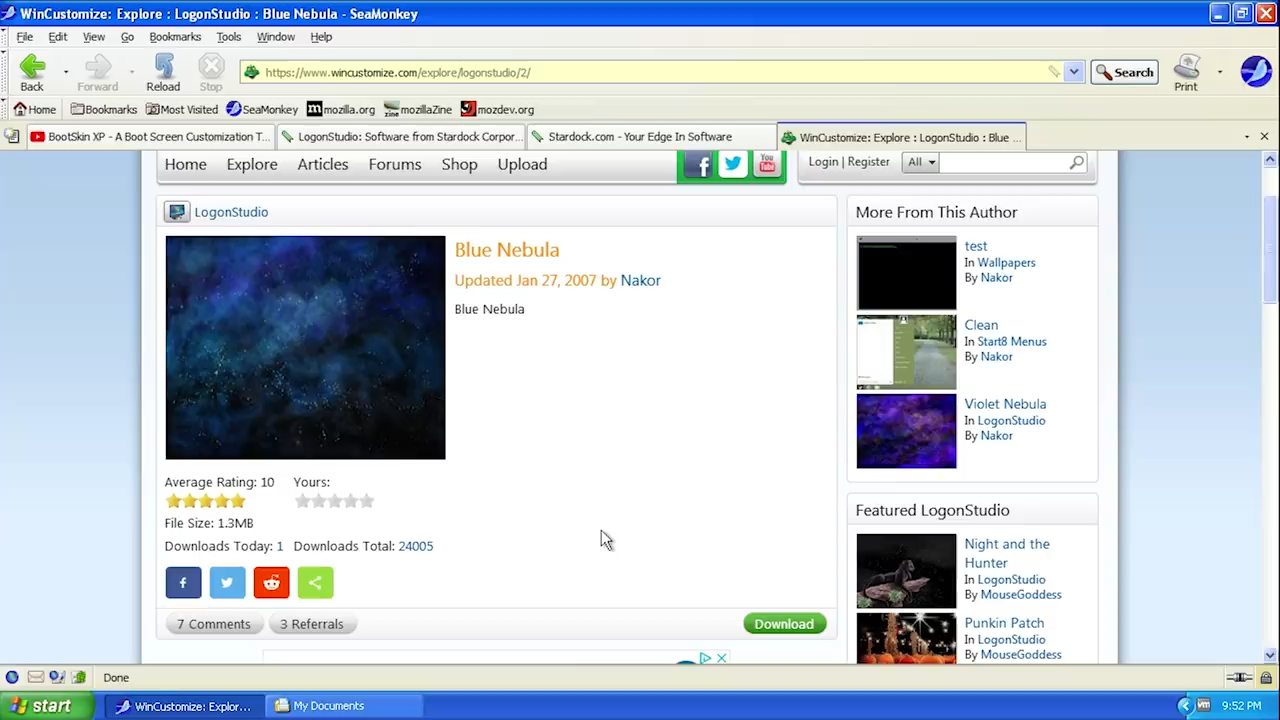 WinCustomize: Explore : LogonStudio : Blue Nebula - SeaMonkey
File Edit View Go Bookmarks Tools Window Help
Back Forward Reload Stop https://www.wincustomize.com/explore/logonstudio/2/ Search Print
Home Bookmarks Most Visited SeaMonkey mozilla.org mozillaZine mozdev.org
BootSkin XP - A Boot Screen Customization T... LogonStudio: Software from Stardock Corpor... Stardock.com - Your Edge In Software WinCustomize: Explore : LogonStudio : Blue ...
Home Explore Articles Forums Shop Upload You Tube Login | Register All
LogonStudio
Blue Nebula
Updated Jan 27, 2007 by Nakor
Blue Nebula
Average Rating: 10 Yours:
File Size: 1.3MB
Downloads Today: 1 Downloads Total: 24005
7 Comments 3 Referrals Download
More From This Author
test
In Wallpapers
By Nakor
Clean
In Start8 Menus
By Nakor
Violet Nebula
In LogonStudio
By Nakor
Featured LogonStudio
Night and the
Hunter
In LogonStudio
By MouseGoddess
Punkin Patch
In LogonStudio
By MouseGoddess
Done
start WinCustomize: Explor... My Documents 9:52 PM